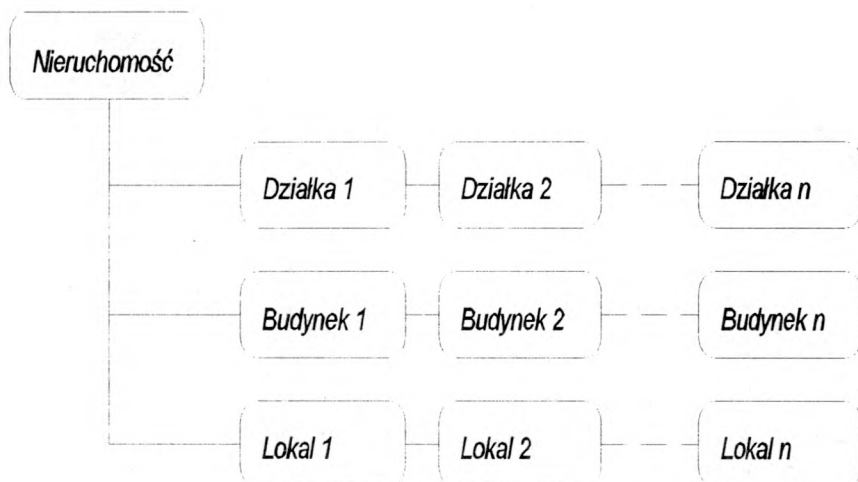 Nieruchomość
Działka 1
Działka 2
Działka n
Budynek 1
Budynek 2
Budynek n
Lokal 1
Lokal 2
Lokal n